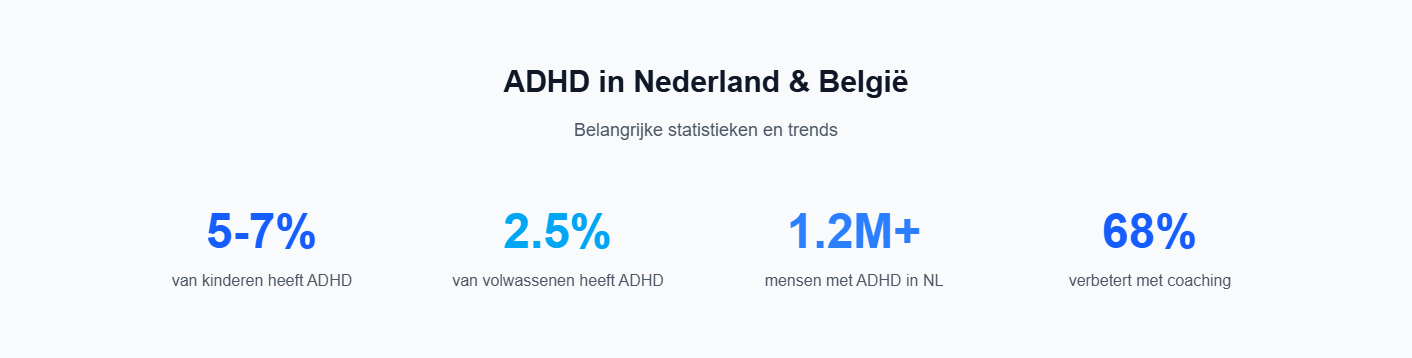 ADHD in Nederland & België
Belangrijke statistieken en trends
5-7%
van kinderen heeft ADHD
2.5%
van volwassenen heeft ADHD
1.2M+
mensen met ADHD in NL
68%
verbetert met coaching